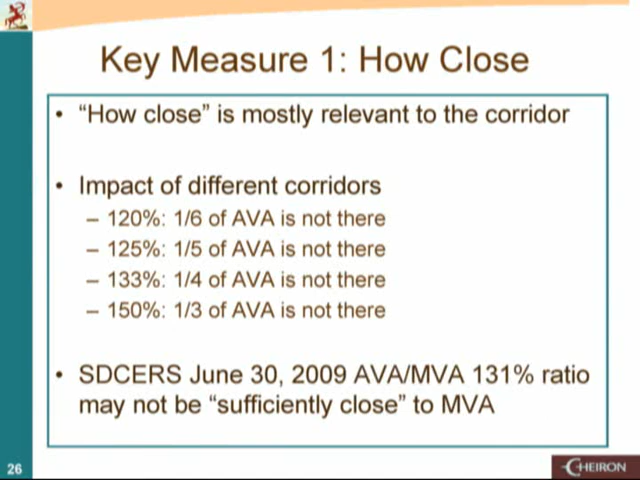 Key Measure 1: How Close
• “How close” is mostly relevant to the corridor
• Impact of different corridors
– 120%: 1/6 of AVA is not there
– 125%: 1/5 of AVA is not there
– 133%: 1/4 of AVA is not there
– 150%: 1/3 of AVA is not there
• SDCERS June 30, 2009 AVA/MVA 131% ratio
may not be “sufficiently close” to MVA
26
CHEIRON